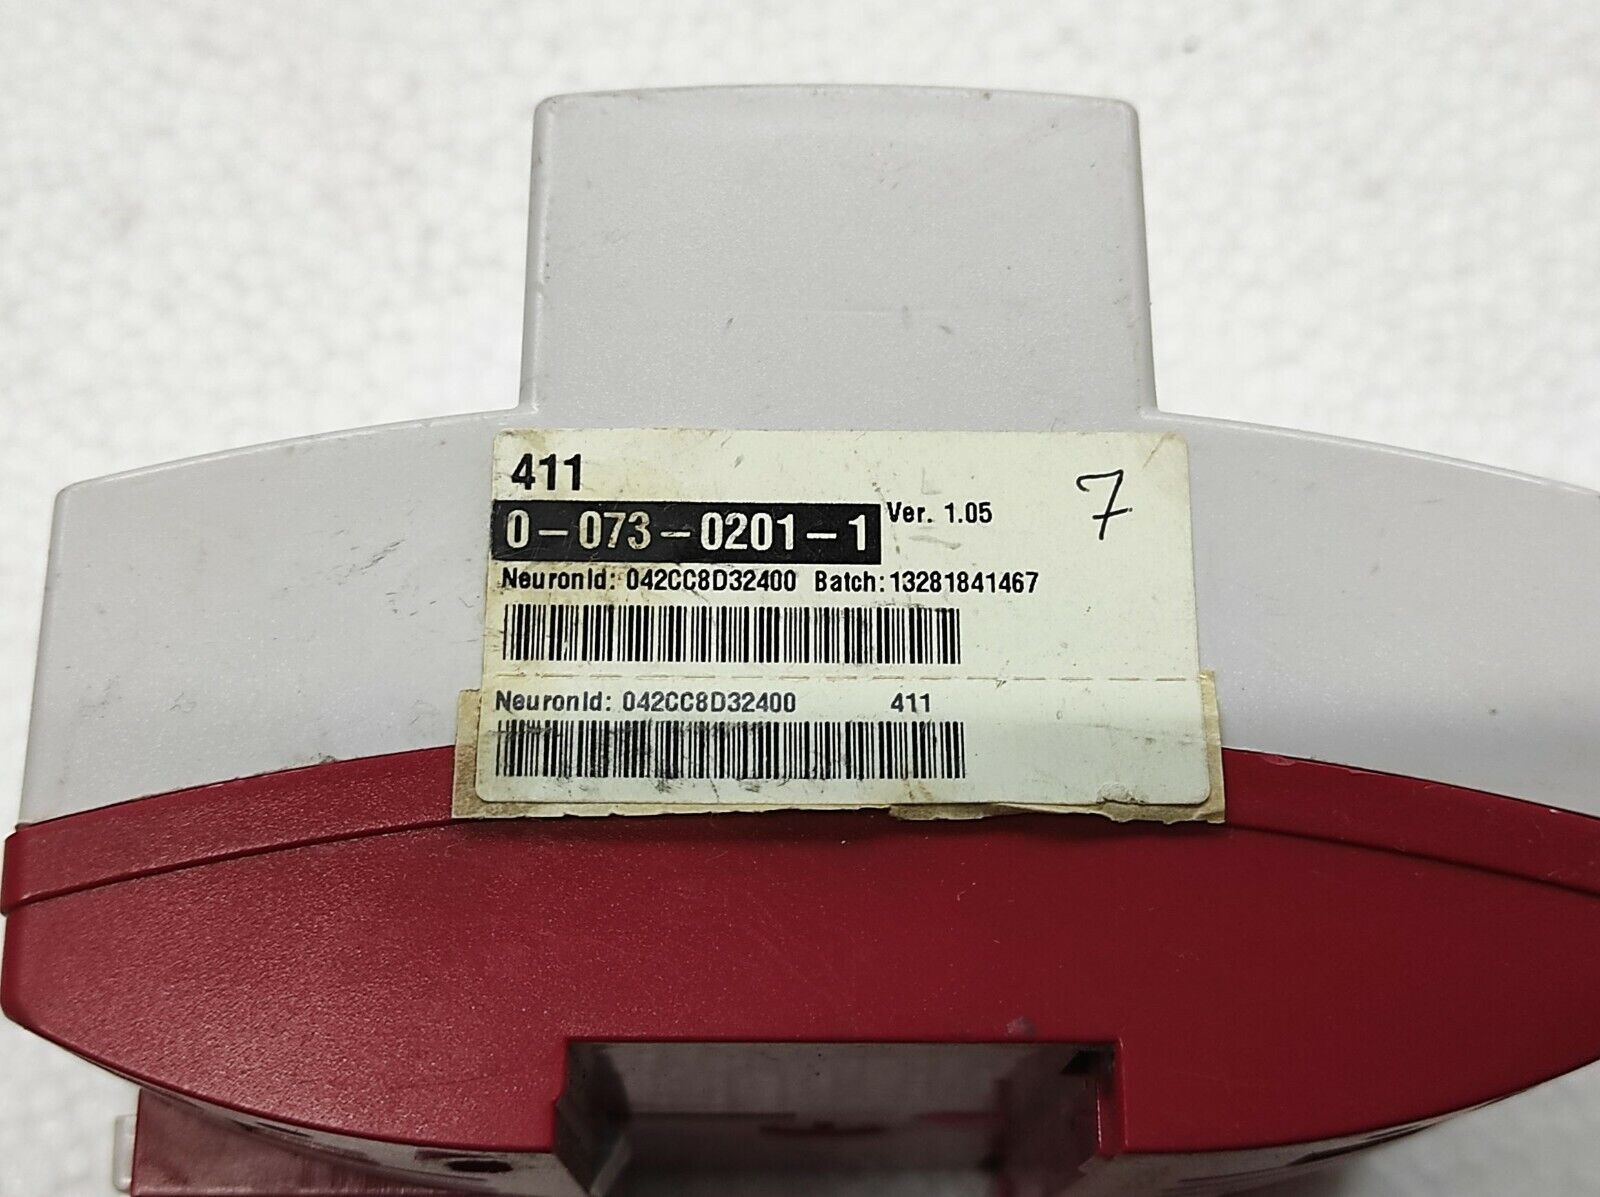 411
7
0-073-0201-1 Ver. 1.05
NeuronId: 042CC8D32400 Batch:13281841467
NeuronId: 042CC8D32400 411